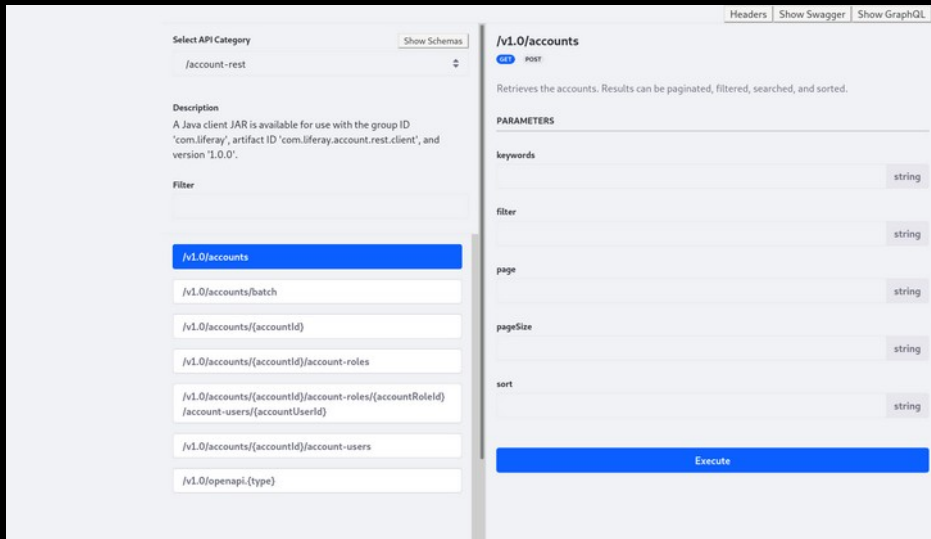 Headers Show Swagger Show GraphQL
Select API Category
Show Schemas
/account-rest
Description
A Java client JAR is available for use with the group ID
'com.liferay', artifact ID 'com.liferay.account.rest.client', and
version '1.0.0'.
Filter
/v1.0/accounts
/v1.0/accounts/batch
/v1.0/accounts/{accountId}
/v1.0/accounts/{accountId}/account-roles
/v1.0/accounts/{accountId}/account-roles/{accountRoleId}
/account-users/{accountUserId}
/v1.0/accounts/{accountId}/account-users
/v1.0/openapi.{type}
/v1.0/accounts
GET POST
Retrieves the accounts. Results can be paginated, filtered, searched, and sorted.
PARAMETERS
keywords
string
filter
string
page
string
pageSize
string
sort
string
Execute